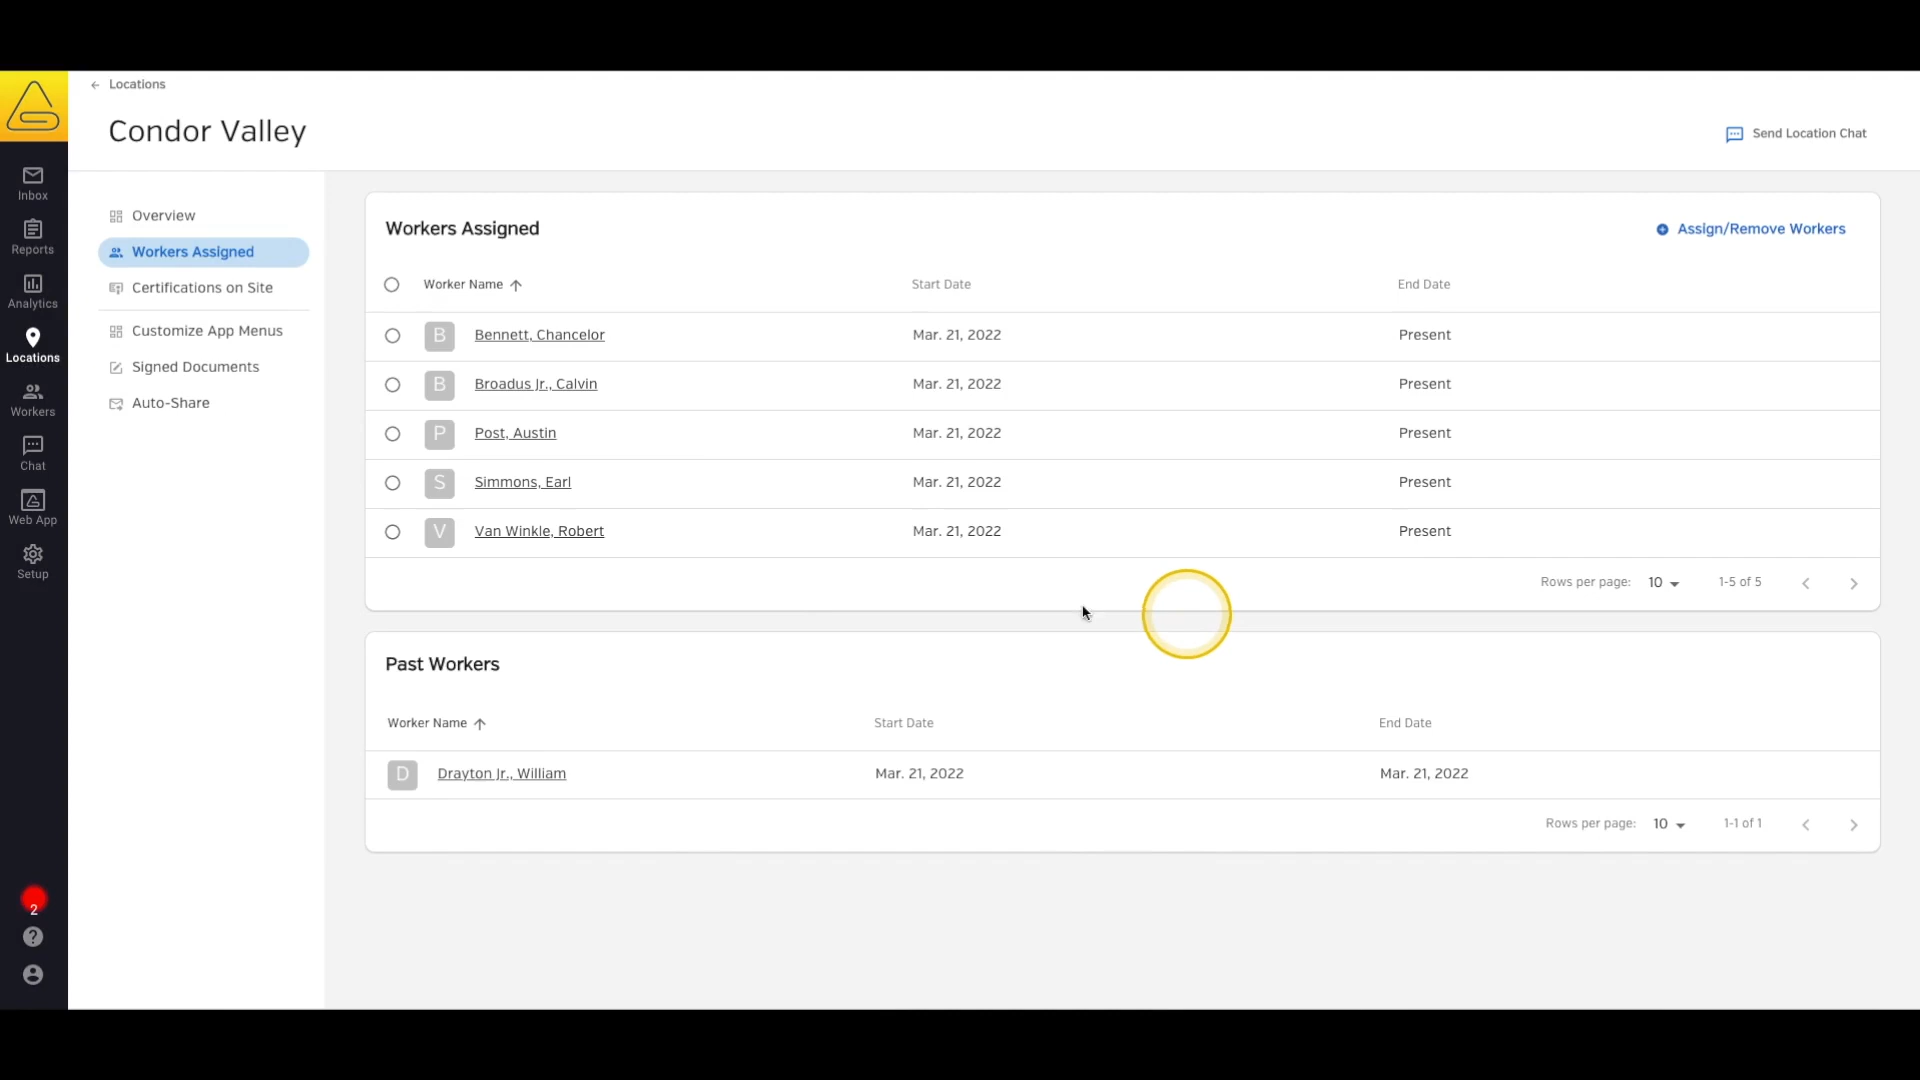 Locations
Condor Valley
Send Location Chat
Inbox
Reports
Analytics
Locations
Workers
Chat
Web App
Setup
2
Overview
Workers Assigned
Certifications on Site
Customize App Menus
Signed Documents
Auto-Share
Workers Assigned
Assign/Remove Workers
Worker Name Start Date End Date
B Bennett, Chancelor Mar. 21, 2022 Present
B Broadus Jr., Calvin Mar. 21, 2022 Present
P Post, Austin Mar. 21, 2022 Present
S Simmons, Earl Mar. 21, 2022 Present
V Van Winkle, Robert Mar. 21, 2022 Present
Rows per page: 10 1-5 of 5
Past Workers
Worker Name Start Date End Date
D Drayton Jr., William Mar. 21, 2022 Mar. 21, 2022
Rows per page: 10 1-1 of 1